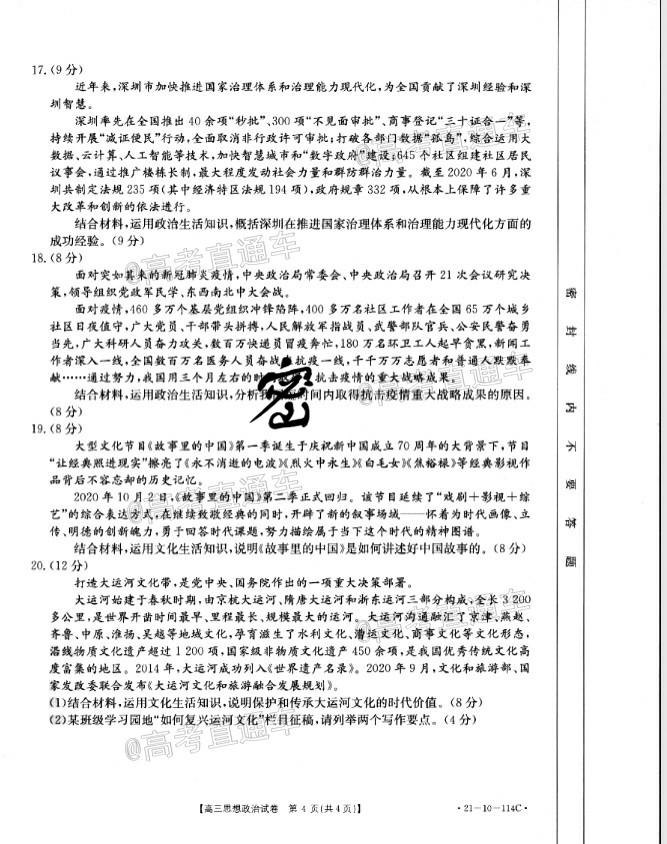 17.(9分)
近年来,深圳市加快推进国家治理体系和治理能力现代化,为全国贡献了深圳经验和深
圳智慧。
深圳率先在全国推出40余项“秒批”、300项“不见面审批”、商事登记“三十证合一”等,
持续开展“减证便民”行动,全面取消非行政许可审批;打破各部门数据“孤岛”,综合运用大
数据、云计算、人工智能等技术,加快智慧城市和“数字政府”建设;645个社区组建社区居民
议事会,通过推广楼栋长制,最大程度发动社会力量和群防群治力量。截至2020年6月,深
圳共制定法规235项(其中经济特区法规194项),政府规章332项,从根本上保障了许多重
大改革和创新的依法进行。
结合材料,运用政治生活知识,概括深圳在推进国家治理体系和治理能力现代化方面的
成功经验。(9分)
18.(8分)
面对突如其来的新冠肺炎疫情,中央政治局常委会、中央政治局召开21次会议研究决
策,领导组织党政军民学、东西南北中大会战。
面对疫情,460多万个基层党组织冲锋陷阵,400多万名社区工作者在全国65万个城乡
社区日夜值守,广大党员、干部带头拼搏,人民解放军指战员、武警部队官兵、公安民警奋勇
当先,广大科研人员奋力攻关,数百万快递员冒疫奔忙,180万名环卫工人起早贪黑,新闻工
作者深入一线,全国数百万名医务人员奋战抗疫一线,千千万万志愿者和普通人默默奉
献……通过努力,我国用三个月左右的时 抗击疫情的重大战略成果。
结合材料,运用政治生活知识,分析我 时间内取得抗击疫情重大战略成果的原因。
(8分)
19.(8分)
大型文化节目《故事里的中国》第一季诞生于庆祝新中国成立70周年的大背景下,节目
“让经典照进现实”擦亮了《永不消逝的电波》《烈火中永生》《白毛女》《焦裕禄》等经典影视作
品背后不容忘却的历史记忆。
2020年10月2日,《故事里的中国》第二季正式回归。该节目延续了“戏剧+影视+综
艺”的综合表达方式,在继续致敬经典的同时,开辟了新的叙事场域——怀着为时代画像、立
传、明德的创新魄力,勇于回答时代课题,努力描绘属于当下这个时代的精神图谱。
结合材料,运用文化生活知识,说明《故事里的中国》是如何讲述好中国故事的。(8分)
20.(12分)
打造大运河文化带,是党中央、国务院作出的一项重大决策部署。
大运河始建于春秋时期,由京杭大运河、隋唐大运河和浙东运河三部分构成,全长3 200
多公里,是世界开凿时间最早、里程最长、规模最大的运河。大运河沟通融汇了京津、燕赵、
齐鲁、中原、淮扬、吴越等地域文化,孕育滋生了水利文化、漕运文化、商事文化等文化形态,
沿线物质文化遗产超过1 200项,国家级非物质文化遗产450余项,是我国优秀传统文化高
度富集的地区。2014年,大运河成功列入《世界遗产名录》。2020年9月,文化和旅游部、国
家发改委联合发布《大运河文化和旅游融合发展规划》。
(1)结合材料,运用文化生活知识,说明保护和传承大运河文化的时代价值。(8分)
(2)某班级学习园地“如何复兴运河文化”栏目征稿,请列举两个写作要点。(4分)
【高三思想政治试卷 第4页(共4页)】
·21-10-114C·
密封线内不要答题
密
@高考直通车
@高考直通车
@高考直通车
@高考直通车